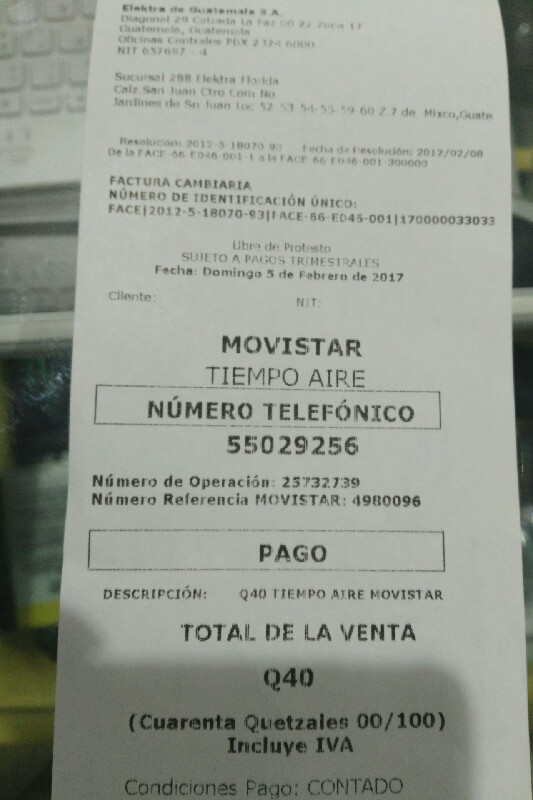 Elektra de Guatemala S.A.
Diagonal 29 Calzada La Paz 00 22 Zona 17
Guatemala, Guatemala
Oficinas Centrales PBX 2324 6000
NIT 657697 - 4
Sucursal 288 Elektra Florida
Calz San Juan Ctro Com No
Jardines de Sn Juan Loc 52-53-54-55-59-60 Z.7 de Mixco,Guate
Resolución: 2012-5-18070-93 Fecha de Resolución: 2012/02/08
De la FACE-66-E046-001-1 a la FACE-66-E046-001-300000
FACTURA CAMBIARIA
NÚMERO DE IDENTIFICACIÓN ÚNICO:
FACE|2012-5-18070-93|FACE-66-E046-001|170000033033
Libre de Protesto
SUJETO A PAGOS TRIMESTRALES
Fecha: Domingo 5 de Febrero de 2017
Cliente: NIT:
MOVISTAR
TIEMPO AIRE
NÚMERO TELEFÓNICO
55029256
Número de Operación: 25732739
Número Referencia MOVISTAR: 4980096
PAGO
DESCRIPCIÓN: Q40 TIEMPO AIRE MOVISTAR
TOTAL DE LA VENTA
Q40
(Cuarenta Quetzales 00/100)
Incluye IVA
Condiciones Pago: CONTADO